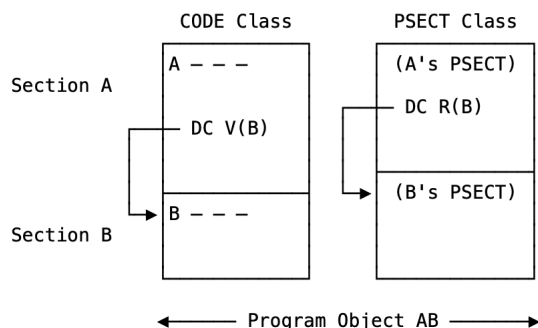 CODE Class PSECT Class
A — — — (A's PSECT)
Section A
DC R(B)
DC V(B)
(B's PSECT)
B — — —
Section B
Program Object AB